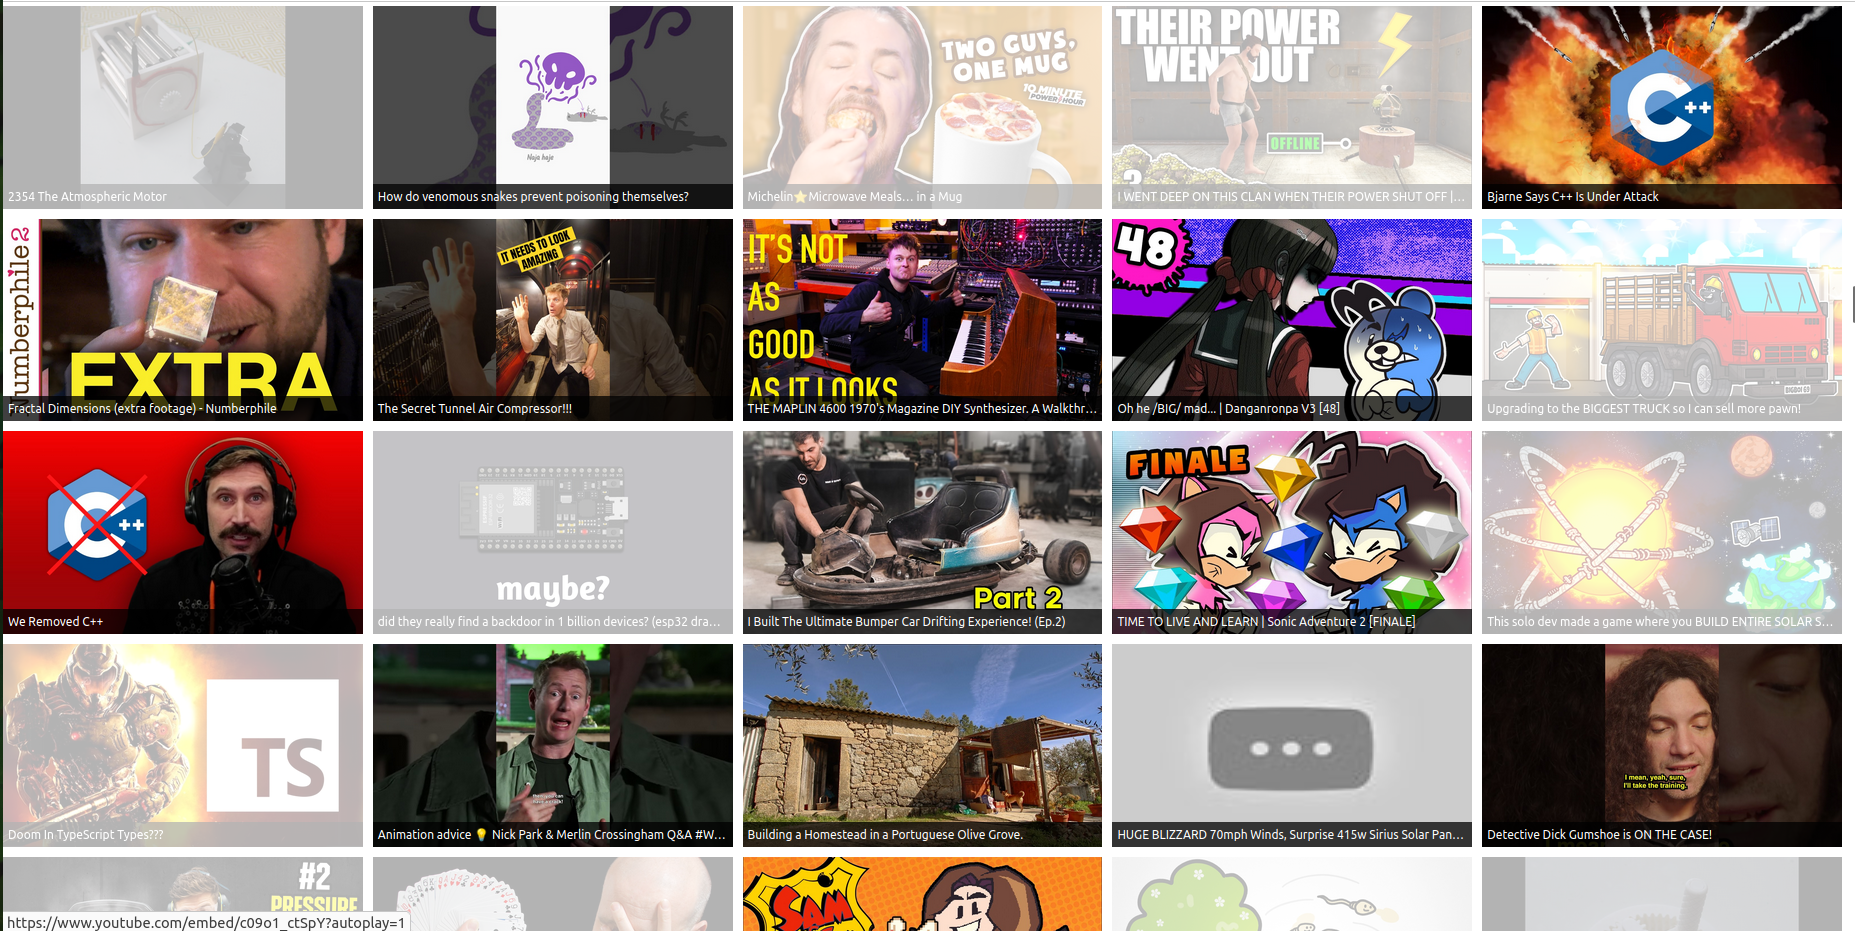 2354 The Atmospheric Motor
Naja haje
How do venomous snakes prevent poisoning themselves?
TWO GUYS,
ONE MUG
10 MINUTE
POWER HOUR
Michelin⭐Microwave Meals... in a Mug
THEIR POWER
WENT OUT
OFFLINE
I WENT DEEP ON THIS CLAN WHEN THEIR POWER SHUT OFF |...
C++
Bjarne Says C++ Is Under Attack
Numberphile2
EXTRA
Fractal Dimensions (extra footage) - Numberphile
IT NEEDS TO LOOK
AMAZING
The Secret Tunnel Air Compressor!!!
IT'S NOT
AS
GOOD
AS IT LOOKS
THE MAPLIN 4600 1970's Magazine DIY Synthesizer. A Walkthr...
48
Oh he /BIG/ mad... | Danganronpa V3 [48]
Upgrading to the BIGGEST TRUCK so I can sell more pawn!
C++
We Removed C++
maybe?
did they really find a backdoor in 1 billion devices? (esp32 dra...
Part 2
I Built The Ultimate Bumper Car Drifting Experience! (Ep.2)
FINALE
TIME TO LIVE AND LEARN | Sonic Adventure 2 [FINALE]
This solo dev made a game where you BUILD ENTIRE SOLAR S...
TS
Doom In TypeScript Types???
Animation advice 💡 Nick Park & Merlin Crossingham Q&A #W...
Building a Homestead in a Portuguese Olive Grove.
HUGE BLIZZARD 70mph Winds, Surprise 415w Sirius Solar Pan...
I mean, yeah, sure,
I'll take the training,
Detective Dick Gumshoe is ON THE CASE!
#2
PRESSURE
SAM
https://www.youtube.com/embed/c09o1_ctSpY?autoplay=1